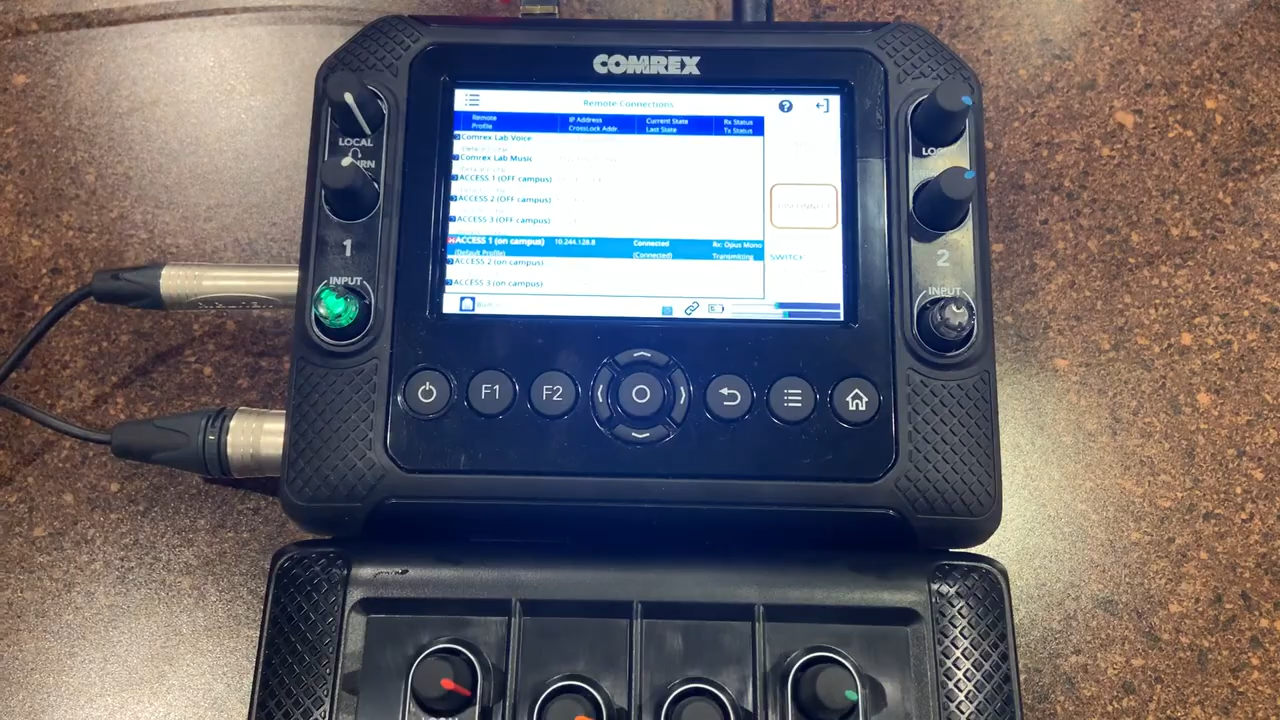 COMREX
Remote Connections
Remote IP Address Current State Rx Status
Profile CrossLock Addr. Last State Tx Status
Comrex Lab Voice
Comrex Lab Music
ACCESS 1 (OFF campus)
ACCESS 2 (OFF campus)
ACCESS 3 (OFF campus)
ACCESS 1 (on campus) 10.244.128.8 Connected Rx: Opus Mono
(Default Profile) (Connected) Transmitting
ACCESS 2 (on campus)
ACCESS 3 (on campus)
DISCONNECT
SWITCH
LOCAL
1
INPUT
2
INPUT
F1 F2